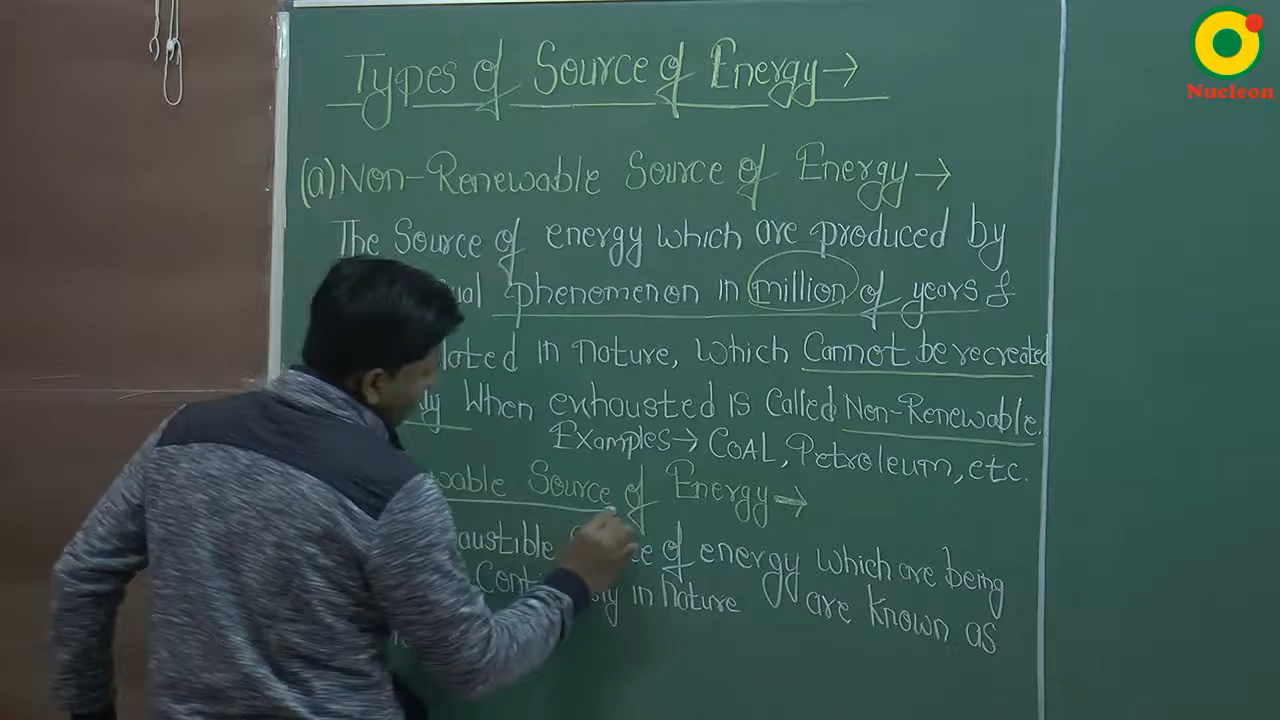 Types of Source of Energy →
Nucleon
(a) Non-Renewable Source of Energy →
The Source of energy which are produced by
phenomenon in million of years &
in nature, which Cannot be recreated
When exhausted is called Non-Renewable.
Examples → COAL, Petroleum, etc.
Source of Energy →
of energy which are being
in nature are known as